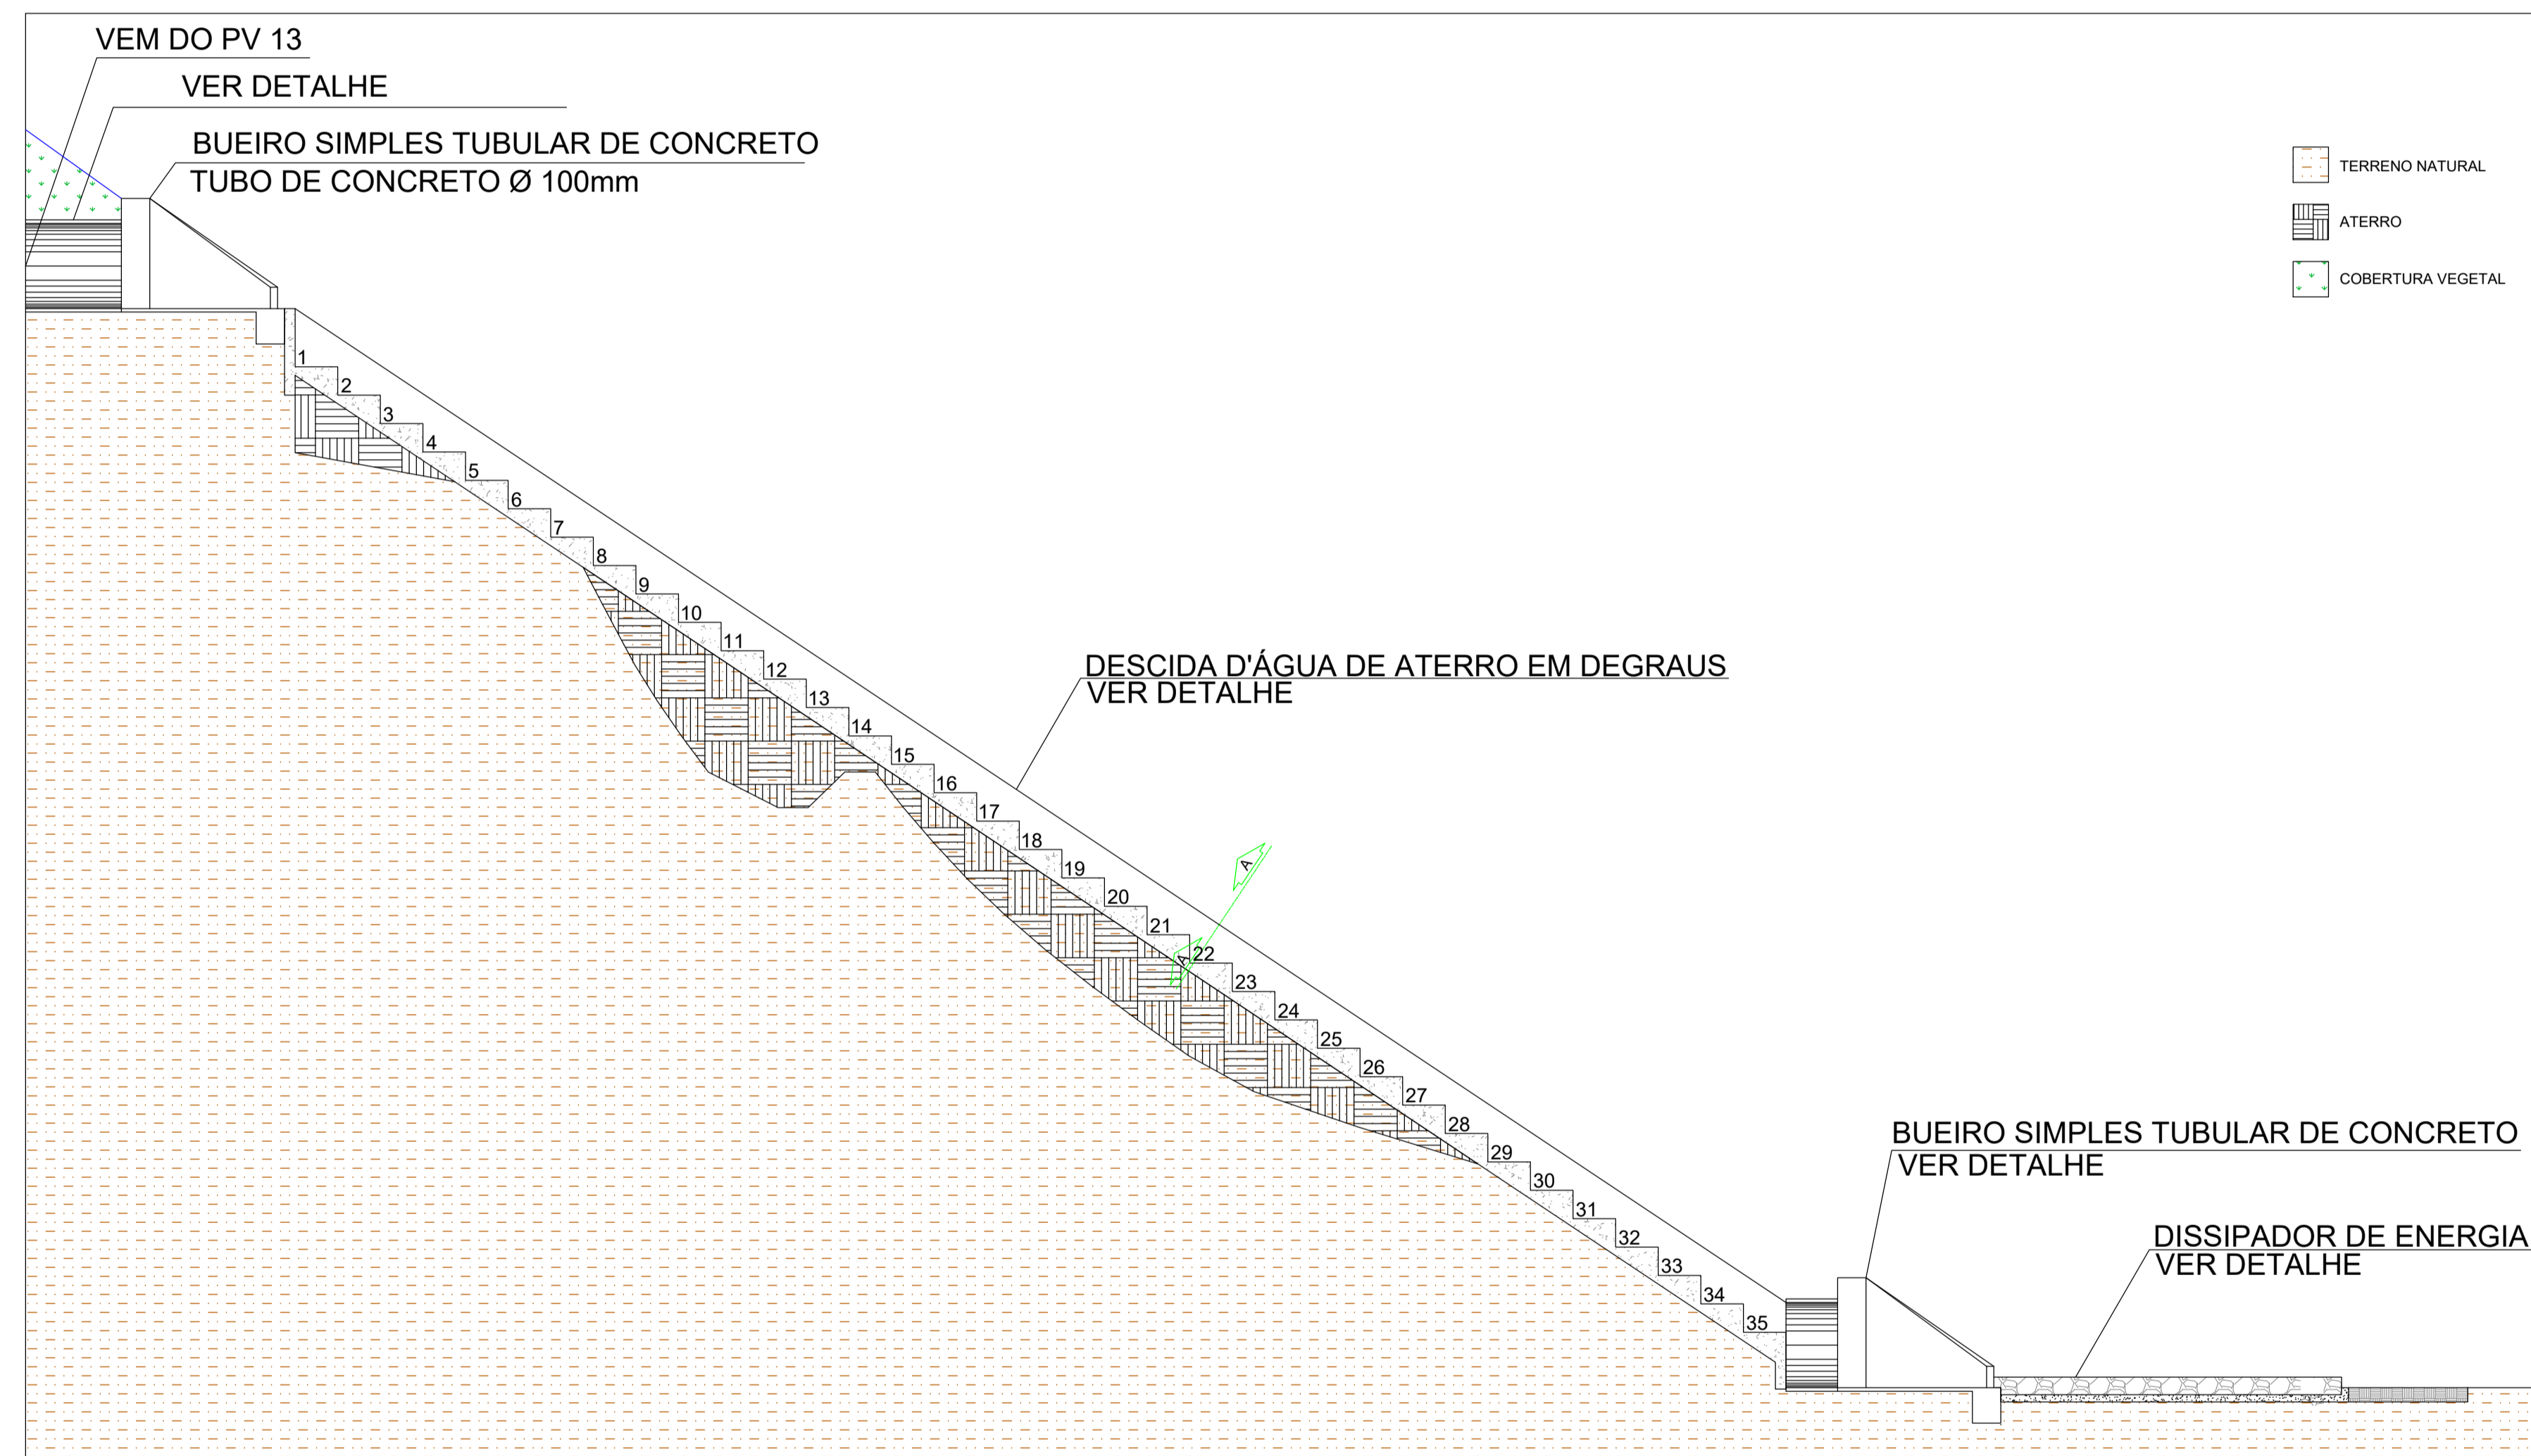 VEM DO PV 13
VER DETALHE
BUEIRO SIMPLES TUBULAR DE CONCRETO
TUBO DE CONCRETO Ø 100mm
TERRENO NATURAL
ATERRO
COBERTURA VEGETAL
1
2
3
4
5
6
7
8
9
10
11
12
13
14
15
16
17
18
19
20
21
22
23
24
25
26
27
28
29
30
31
32
33
34
35
DESCIDA D'ÁGUA DE ATERRO EM DEGRAUS
VER DETALHE
A
A
BUEIRO SIMPLES TUBULAR DE CONCRETO
VER DETALHE
DISSIPADOR DE ENERGIA
VER DETALHE